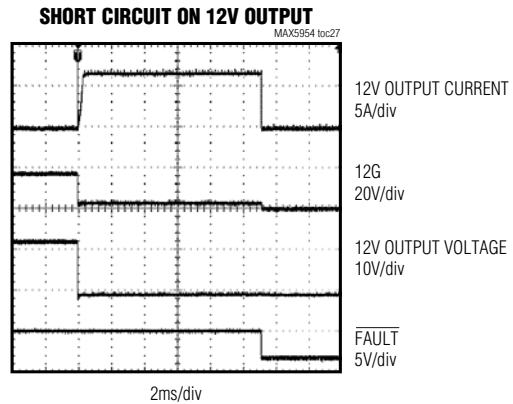 SHORT CIRCUIT ON 12V OUTPUT
MAX5954 toc27
12V OUTPUT CURRENT
5A/div
12G
20V/div
12V OUTPUT VOLTAGE
10V/div
FAULT
5V/div
2ms/div